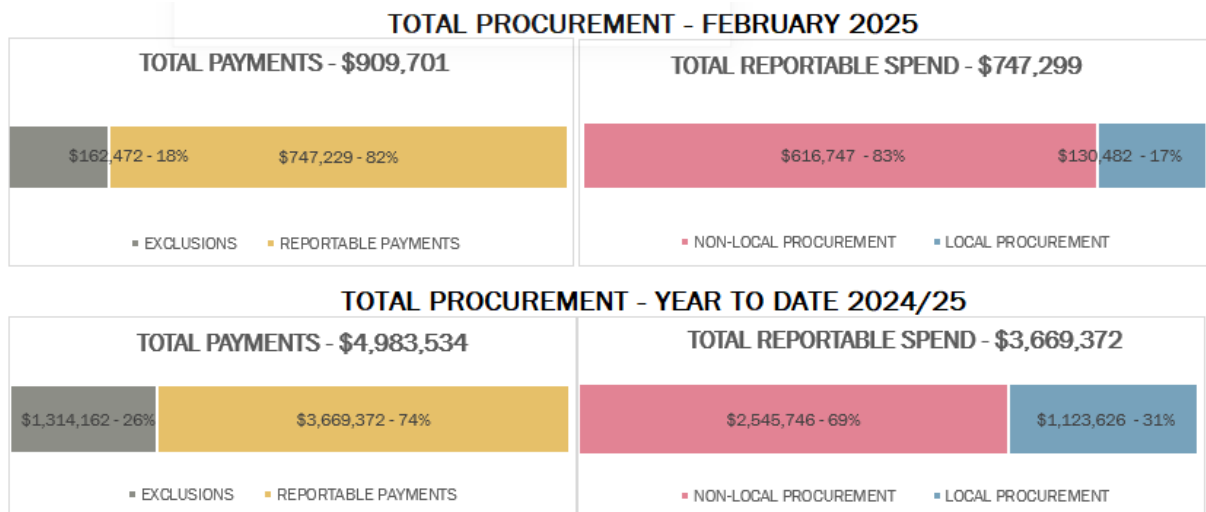 TOTAL PROCUREMENT - FEBRUARY 2025
TOTAL PAYMENTS - $909,701
$162,472 - 18%
$747,229 - 82%
EXCLUSIONS
REPORTABLE PAYMENTS
TOTAL REPORTABLE SPEND - $747,299
$616,747 - 83%
$130,482 - 17%
NON-LOCAL PROCUREMENT
LOCAL PROCUREMENT
TOTAL PROCUREMENT - YEAR TO DATE 2024/25
TOTAL PAYMENTS - $4,983,534
$1,314,162 - 26%
$3,669,372 - 74%
EXCLUSIONS
REPORTABLE PAYMENTS
TOTAL REPORTABLE SPEND - $3,669,372
$2,545,746 - 69%
$1,123,626 - 31%
NON-LOCAL PROCUREMENT
LOCAL PROCUREMENT